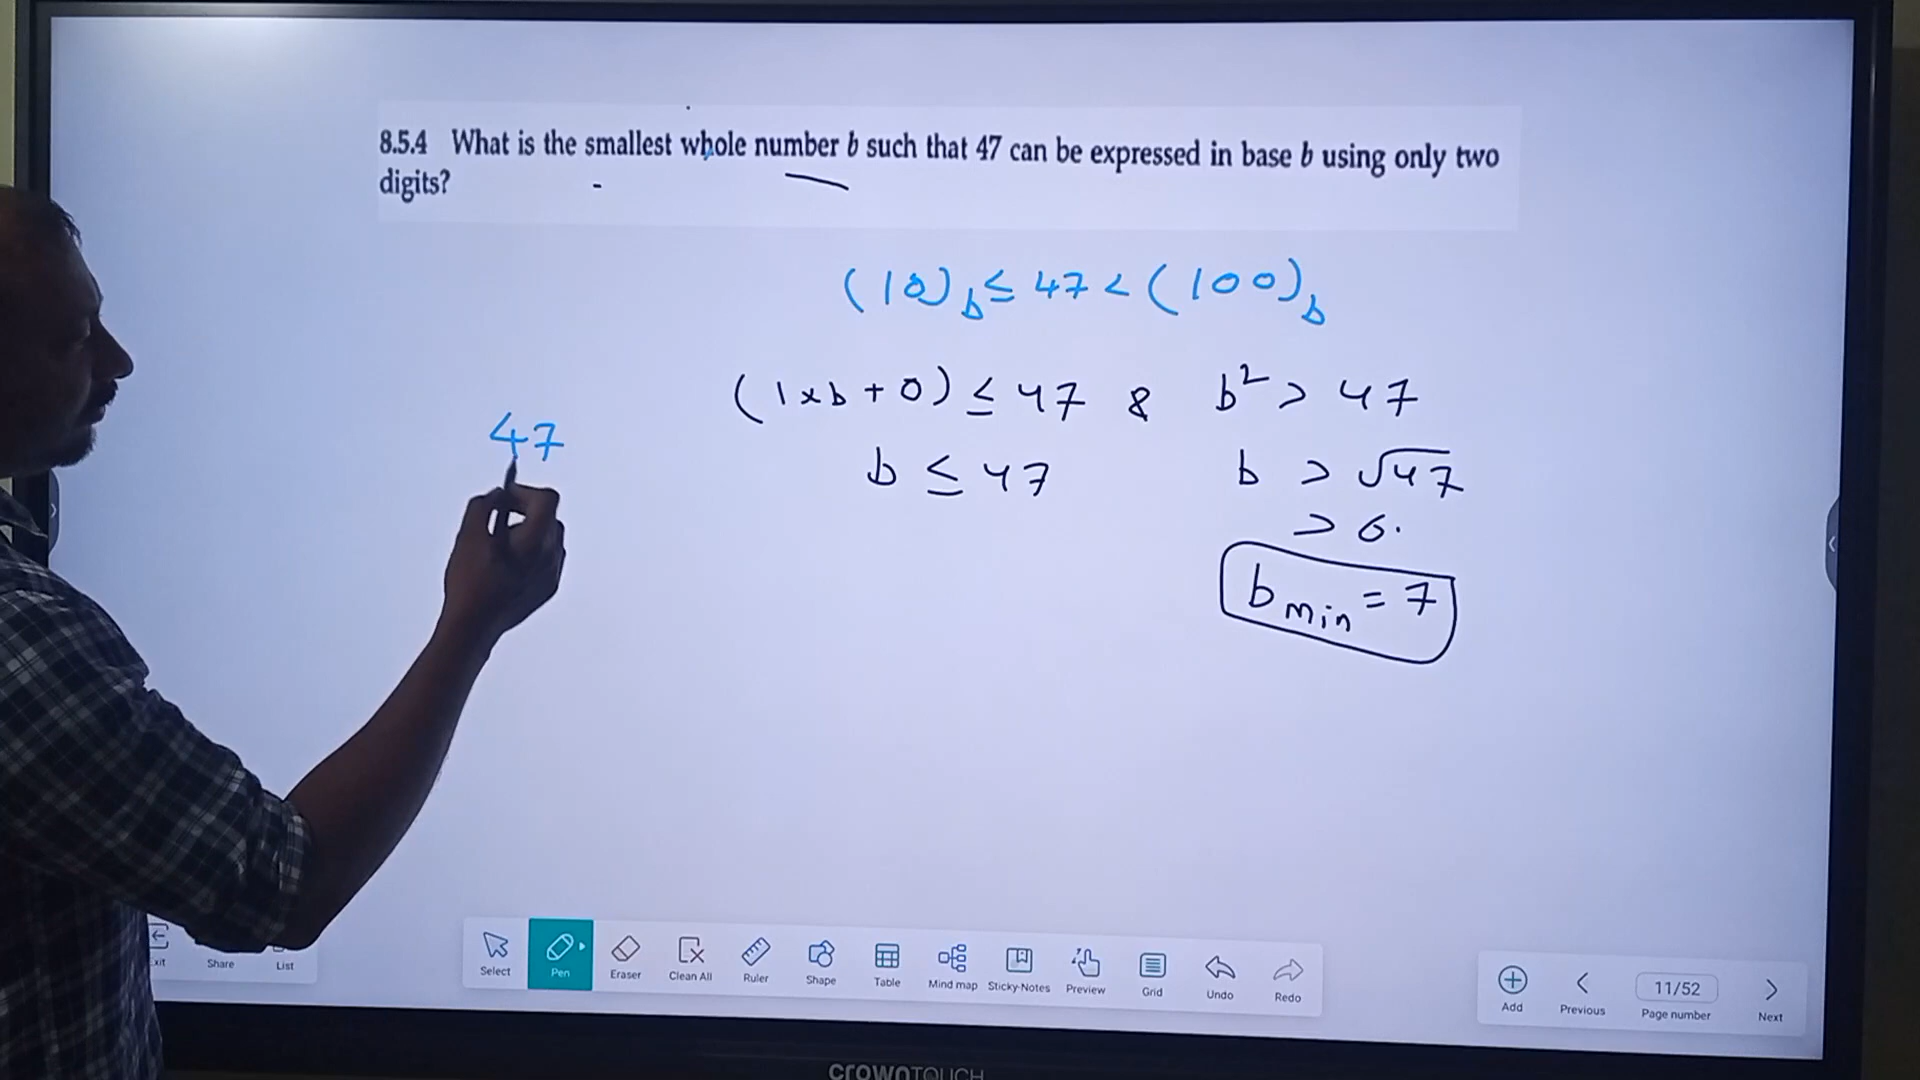 8.5.4 What is the smallest whole number b such that 47 can be expressed in base b using only two
digits?
(10)b ≤ 47 < (100)b
(1×b+0) ≤ 47 & b² > 47
47
b ≤ 47
b > √47
> 6.
b min = 7
Share
List
Select
Pen
Eraser
Clean All
Ruler
Shape
Table
Mind map
Sticky-Notes
Preview
Grid
Undo
Redo
Add
Previous
11/52
Page number
Next
CROWNTOUCH